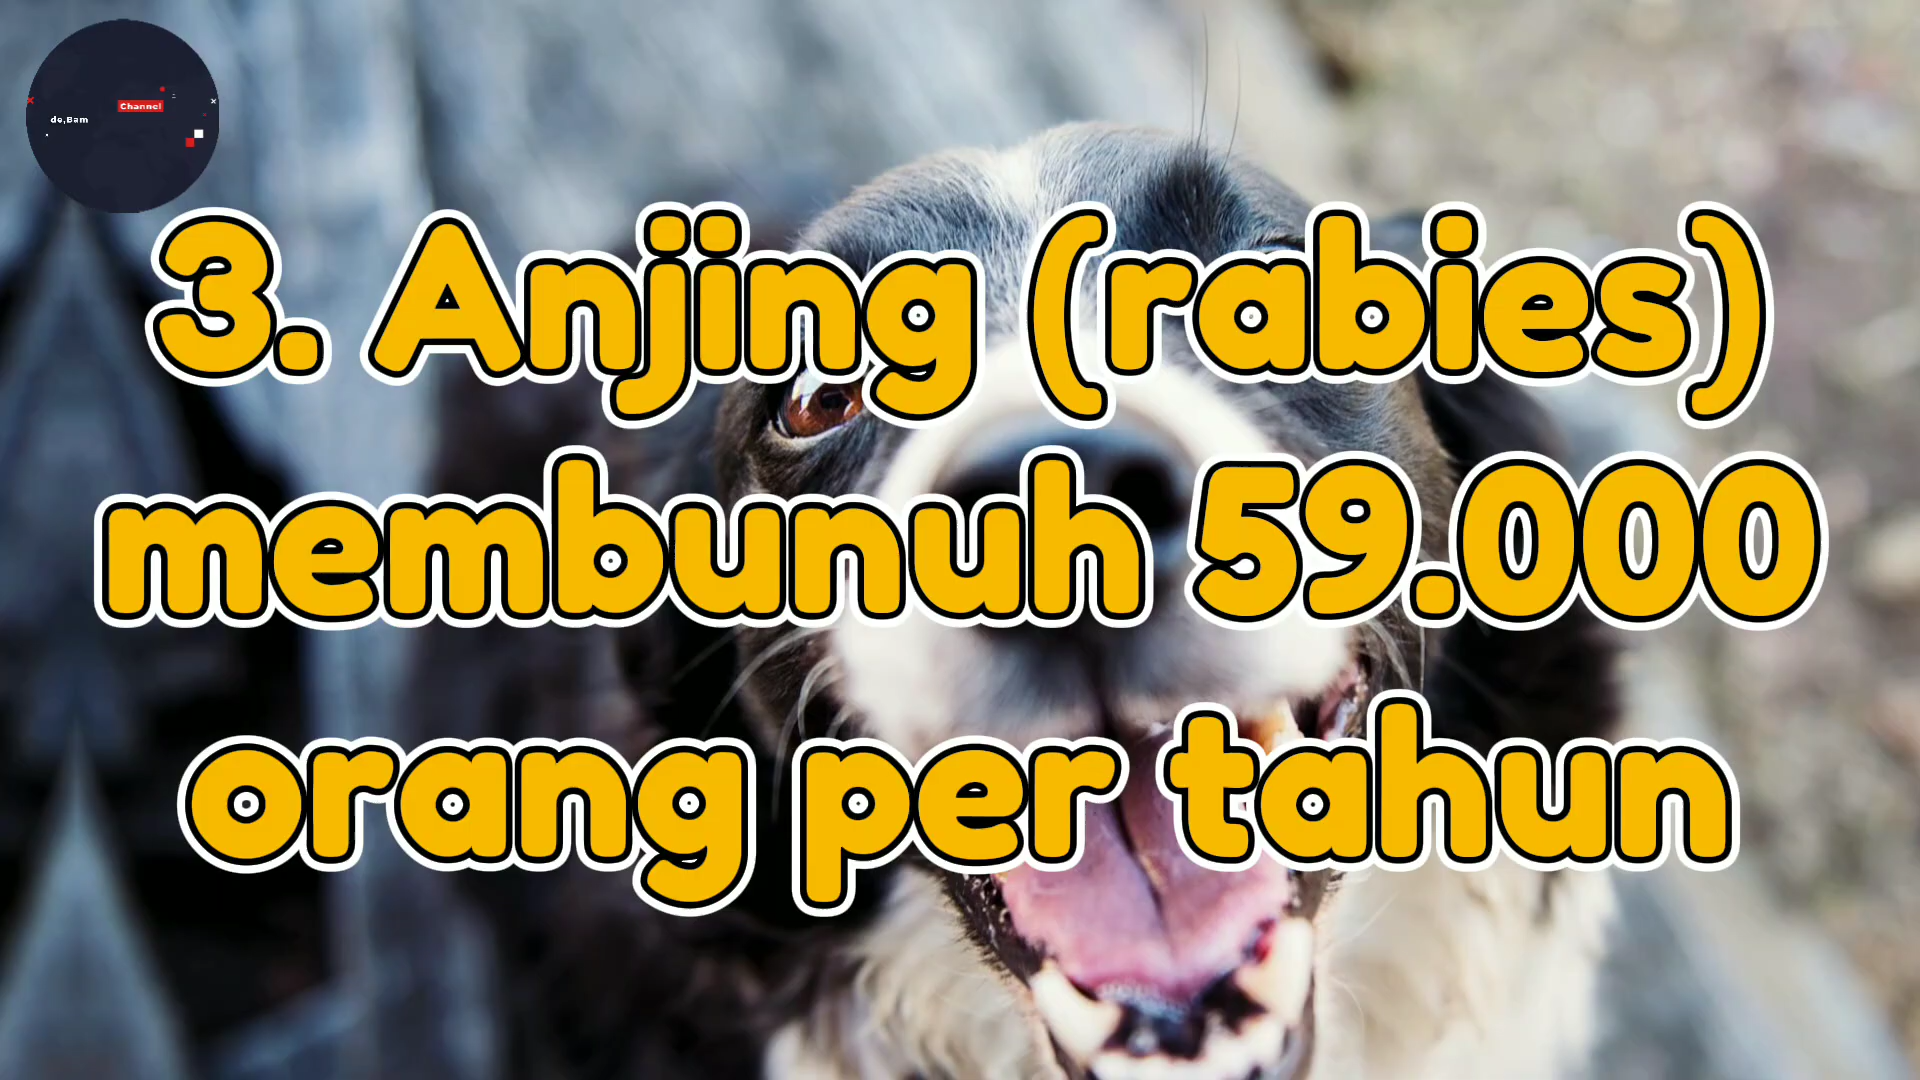 Channel
de,Bam
3. Anjing (rabies)
membunuh 59.000
orang per tahun